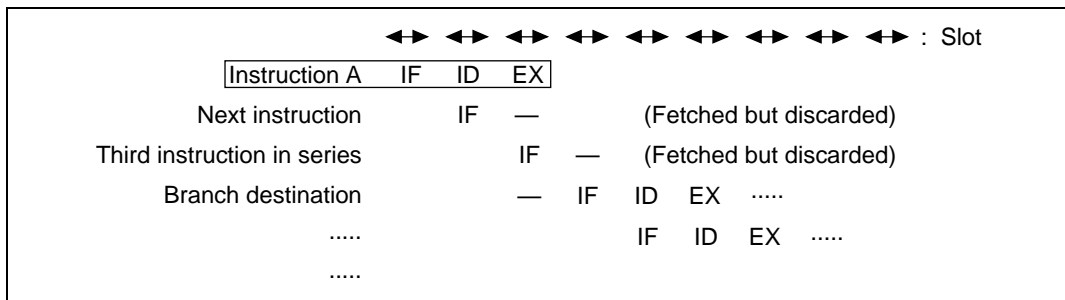 : Slot
Instruction A IF ID EX
Next instruction IF — (Fetched but discarded)
Third instruction in series IF — (Fetched but discarded)
Branch destination — IF ID EX .....
..... IF ID EX .....
.....